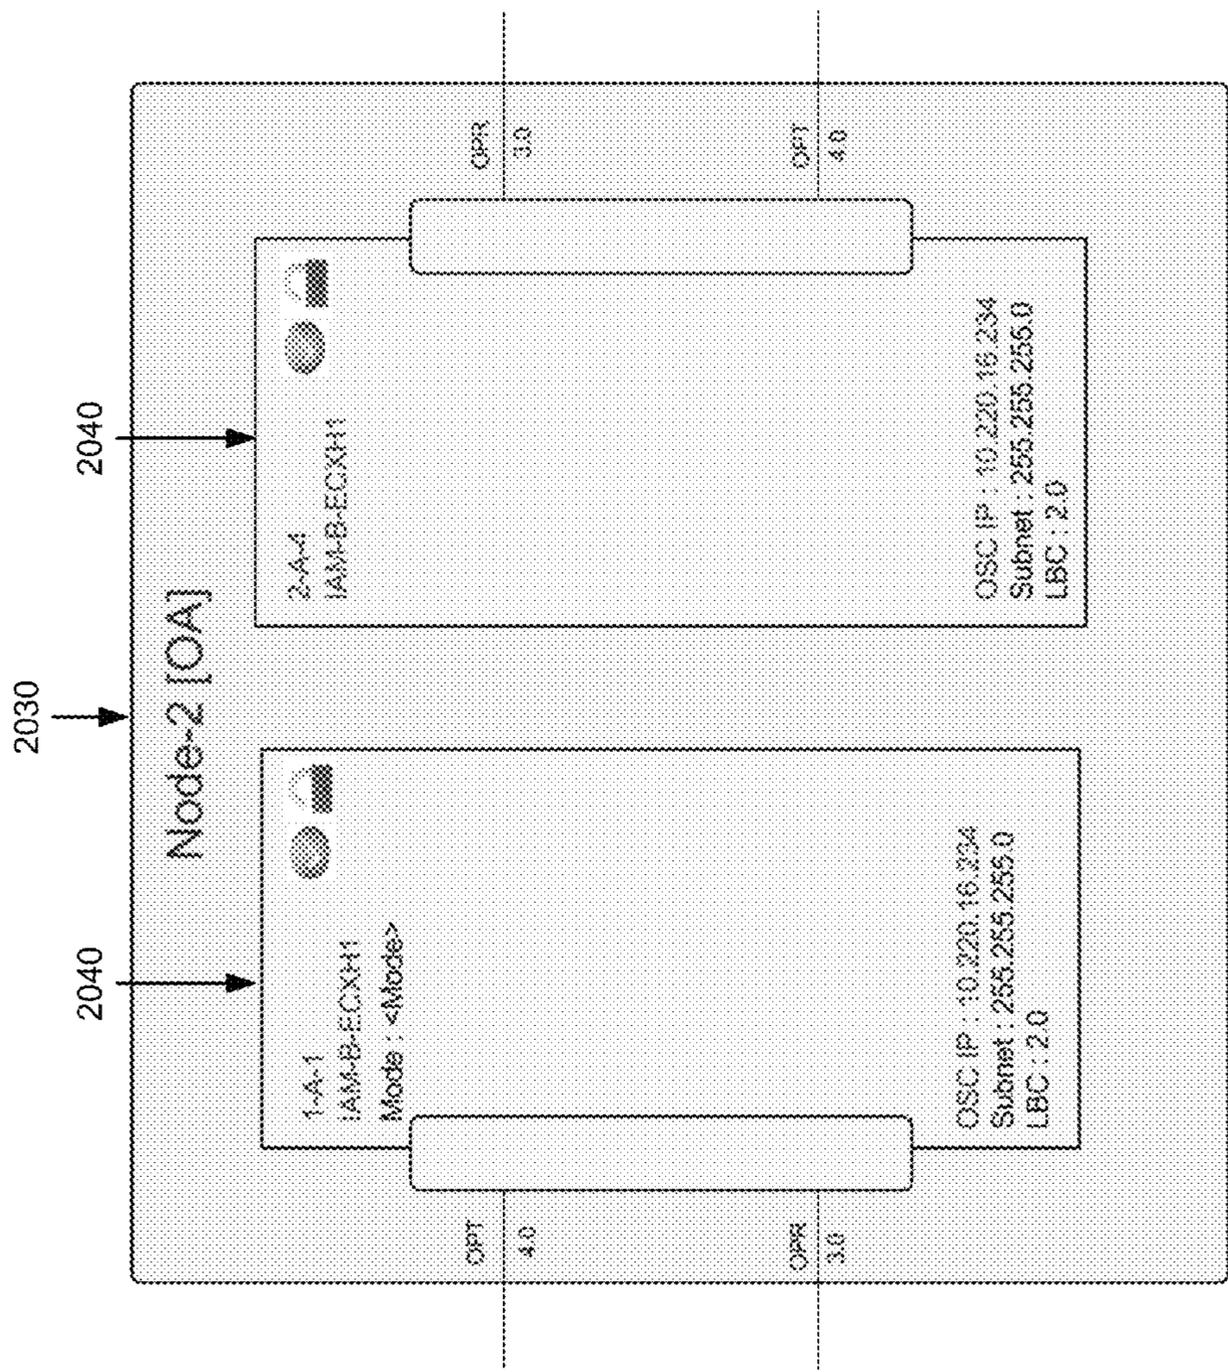 2030
2040
2040
Node-2 [OA]
1-A-1
IAM-B-ECXH1
Mode : <Mode>
OSC IP : 10.220.16.234
Subnet : 255.255.255.0
LBC : 2.0
OPT
4.0
OPR
3.0
2-A-4
IAM-B-ECXH1
OSC IP : 10.220.16.234
Subnet : 255.255.255.0
LBC : 2.0
OPR
3.0
OPT
4.0